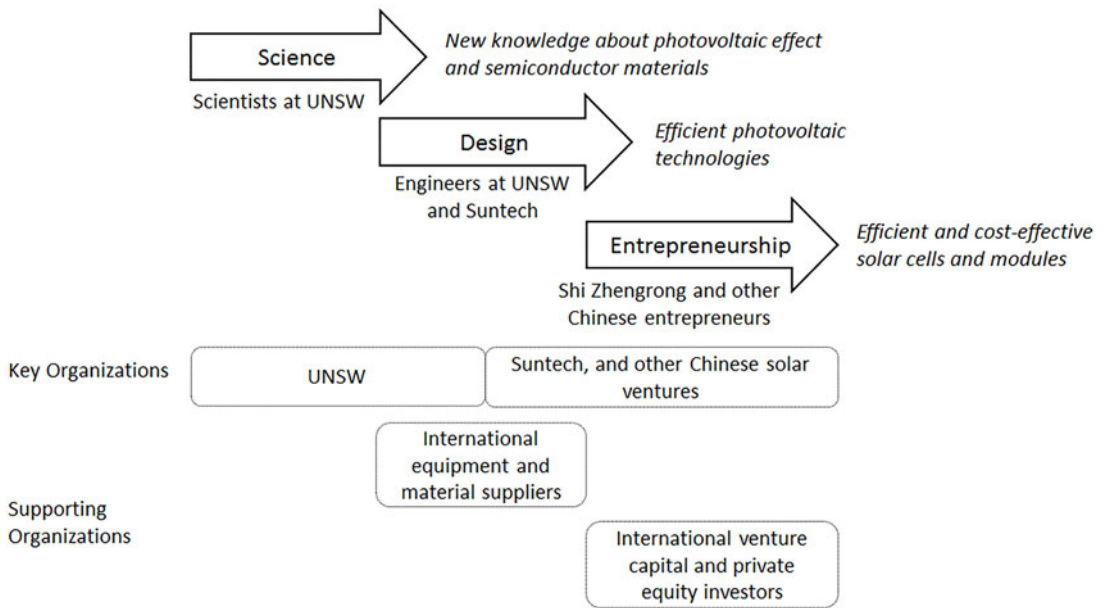 Science
New knowledge about photovoltaic effect
and semiconductor materials
Scientists at UNSW
Design
Efficient photovoltaic
technologies
Engineers at UNSW
and Suntech
Entrepreneurship
Efficient and cost-effective
solar cells and modules
Shi Zhengrong and other
Chinese entrepreneurs
Key Organizations
UNSW
Suntech, and other Chinese solar
ventures
International
equipment and
material suppliers
Supporting
Organizations
International venture
capital and private
equity investors